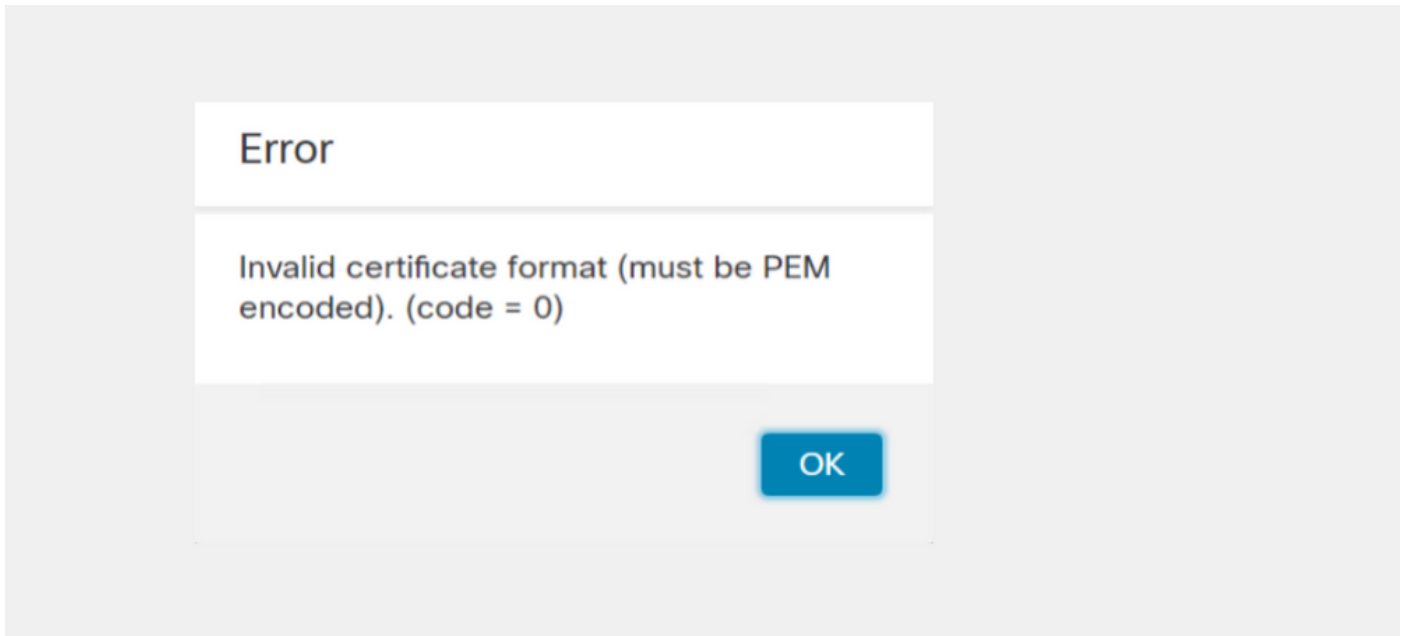 Error
Invalid certificate format (must be PEM
encoded). (code = 0)
OK